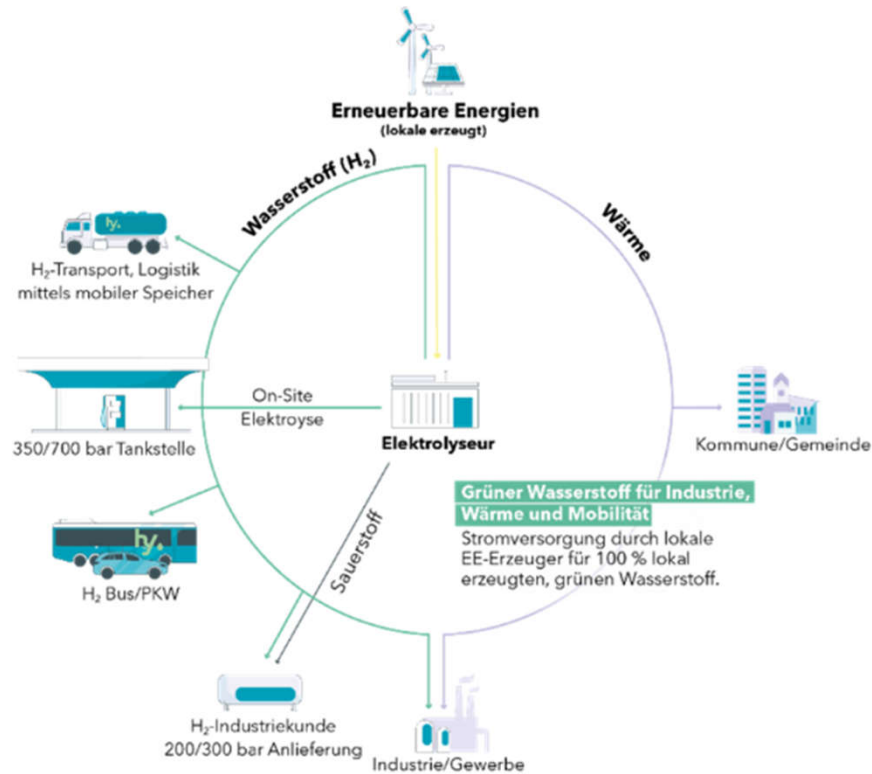 Erneuerbare Energien
(lokale erzeugt)
Wasserstoff (H₂)
Wärme
hy.
H₂-Transport, Logistik
mittels mobiler Speicher
On-Site
Elektroyse
350/700 bar Tankstelle
Elektrolyseur
Kommune/Gemeinde
Grüner Wasserstoff für Industrie,
Wärme und Mobilität
Stromversorgung durch lokale
EE-Erzeuger für 100 % lokal
erzeugten, grünen Wasserstoff.
hy.
H₂ Bus/PKW
Sauerstoff
H₂-Industriekunde
200/300 bar Anlieferung
Industrie/Gewerbe